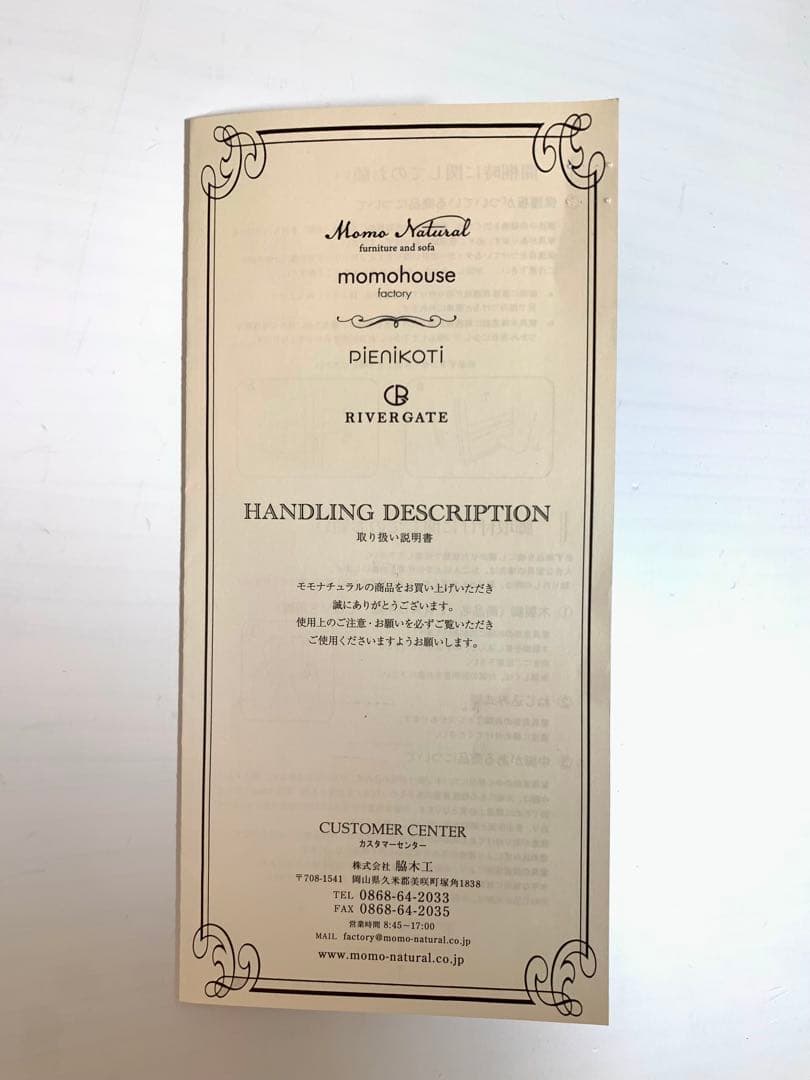 Momo Natural
furniture and sofa
momohouse
factory
PiENiKOTi
RIVERGATE
HANDLING DESCRIPTION
取り扱い説明書
モモナチュラルの商品をお買い上げいただき
誠にありがとうございます。
使用上のご注意・お願いを必ずご覧いただき
ご使用くださいますようお願いします。
CUSTOMER CENTER
カスタマーセンター
株式会社 脇木工
〒708-1541 岡山県久米郡美咲町塚角1838
TEL 0868-64-2033
FAX 0868-64-2035
営業時間 8:45~17:00
MAIL factory@momo-natural.co.jp
www.momo-natural.co.jp